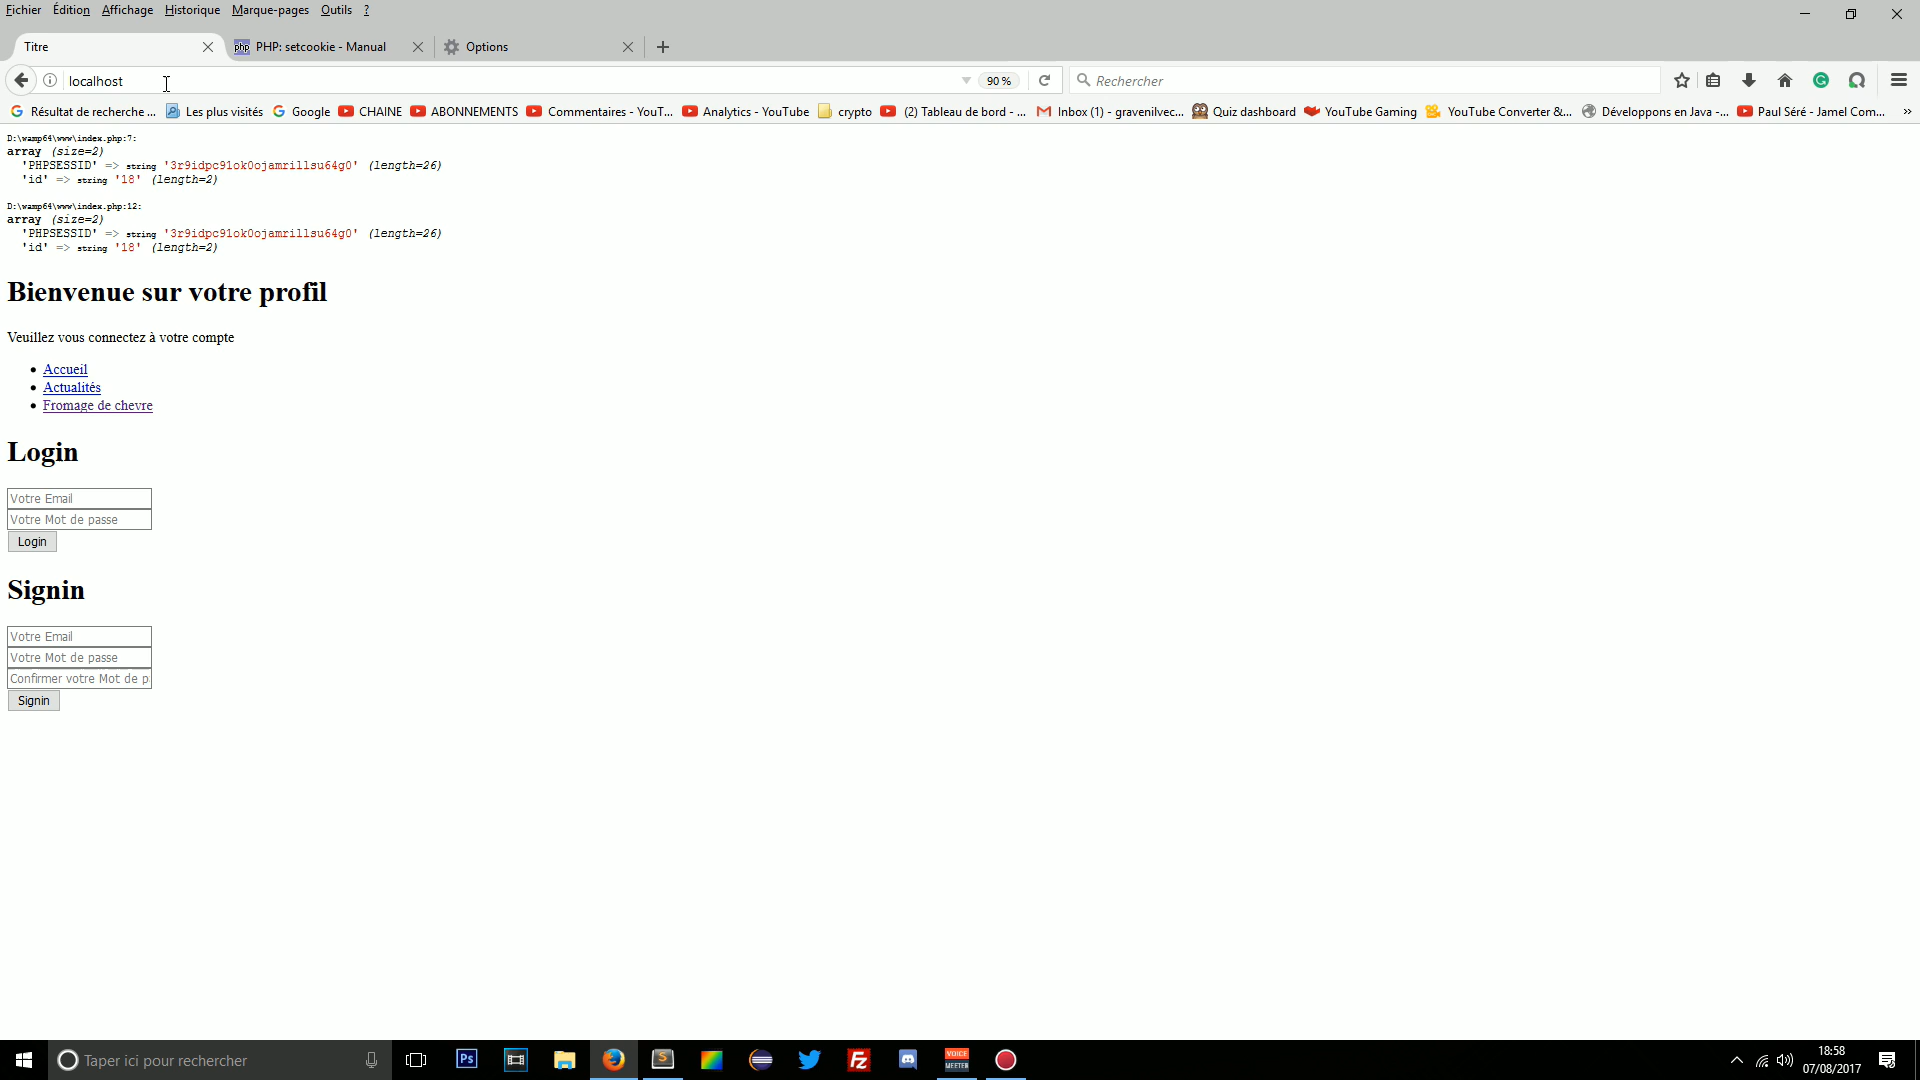 Fichier Édition Affichage Historique Marque-pages Outils ?
Titre PHP: setcookie - Manual Options
localhost 90 % Rechercher
Résultat de recherche ... Les plus visités Google CHAINE ABONNEMENTS Commentaires - YouT... Analytics - YouTube crypto (2) Tableau de bord - ... Inbox (1) - gravenilvec... Quiz dashboard YouTube Gaming YouTube Converter &... Développons en Java -... Paul Séré - Jamel Com... »
D:\wamp64\www\index.php:7:
array (size=2)
'PHPSESSID' => string '3r9idpc91ok0ojamrillsu64g0' (length=26)
'id' => string '18' (length=2)
D:\wamp64\www\index.php:12:
array (size=2)
'PHPSESSID' => string '3r9idpc91ok0ojamrillsu64g0' (length=26)
'id' => string '18' (length=2)
Bienvenue sur votre profil
Veuillez vous connectez à votre compte
Accueil
Actualités
Fromage de chevre
Login
Votre Email
Votre Mot de passe
Login
Signin
Votre Email
Votre Mot de passe
Confirmer votre Mot de p
Signin
Taper ici pour rechercher
Ps
VOICE MEETER
18:58
07/08/2017